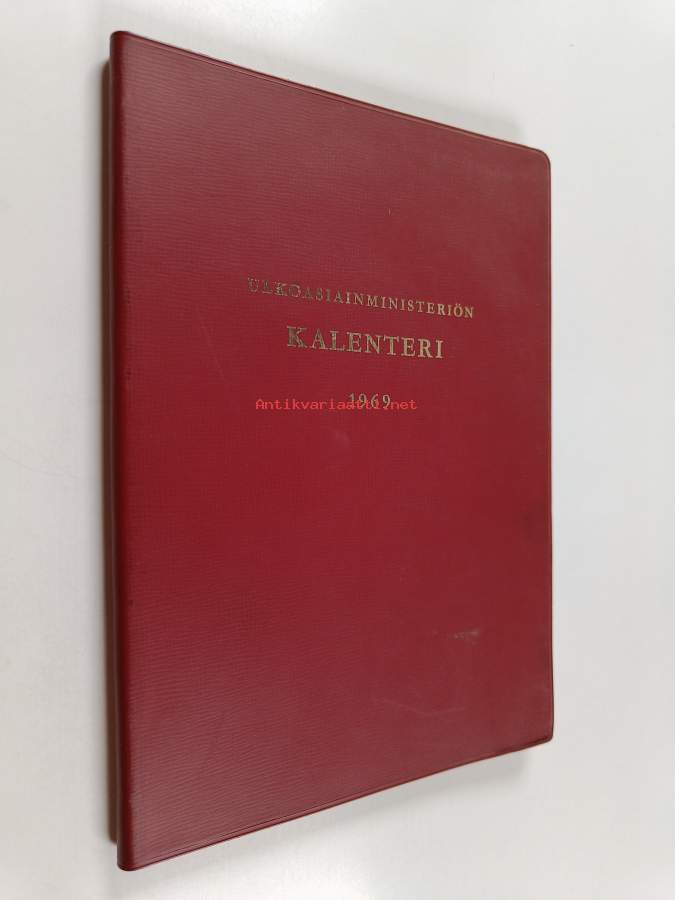 ULKOASIAINMINISTERIÖN
KALENTERI
1969
Antikvariaatti.net